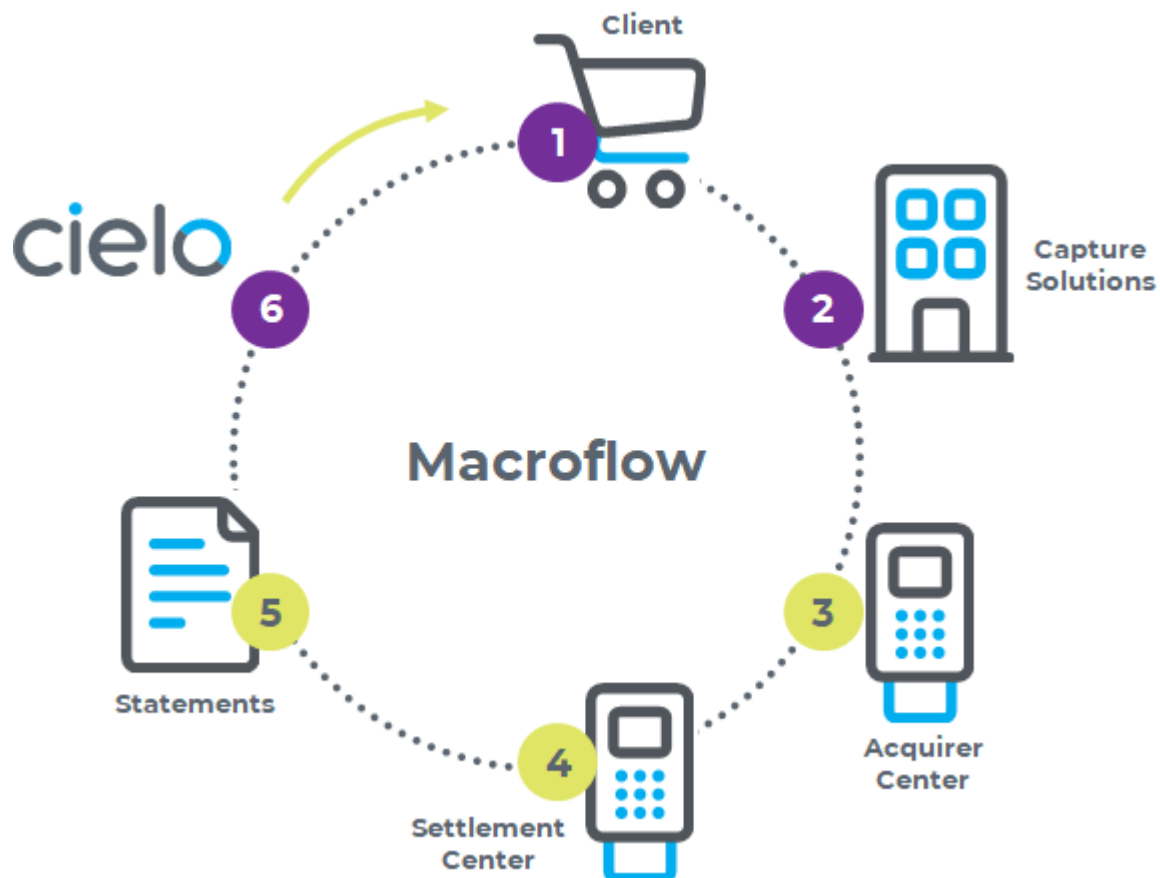 Client
1
cielo
6
2
Capture
Solutions
Macroflow
5
3
Statements
4
Acquirer
Center
Settlement
Center